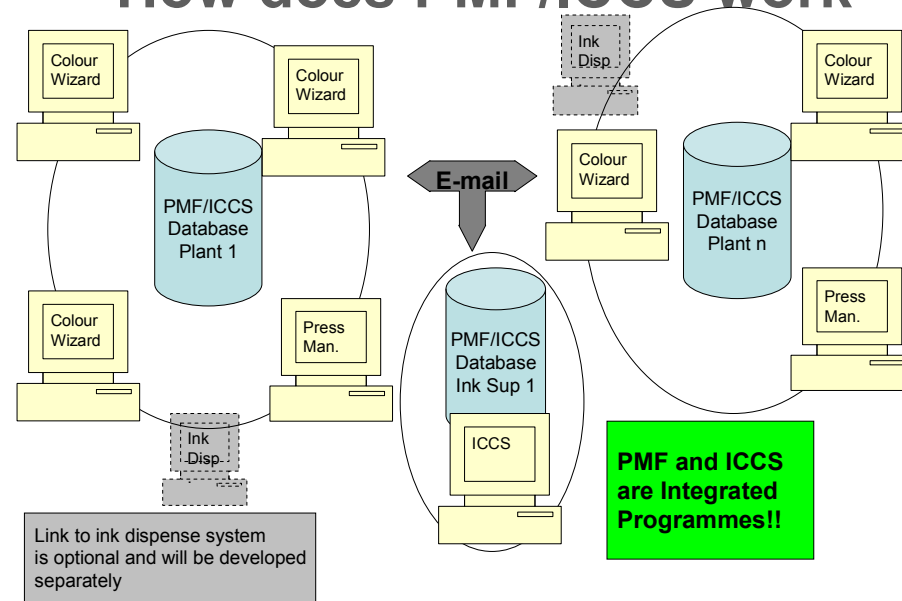 How does PMF/ICCS work
Colour
Wizard
Colour
Wizard
PMF/ICCS
Database
Plant 1
Colour
Wizard
Press
Man.
Ink
Disp
Link to ink dispense system
is optional and will be developed
separately
E-mail
PMF/ICCS
Database
Ink Sup 1
ICCS
Ink
Disp
Colour
Wizard
Colour
Wizard
PMF/ICCS
Database
Plant n
Press
Man.
PMF and ICCS
are Integrated
Programmes!!